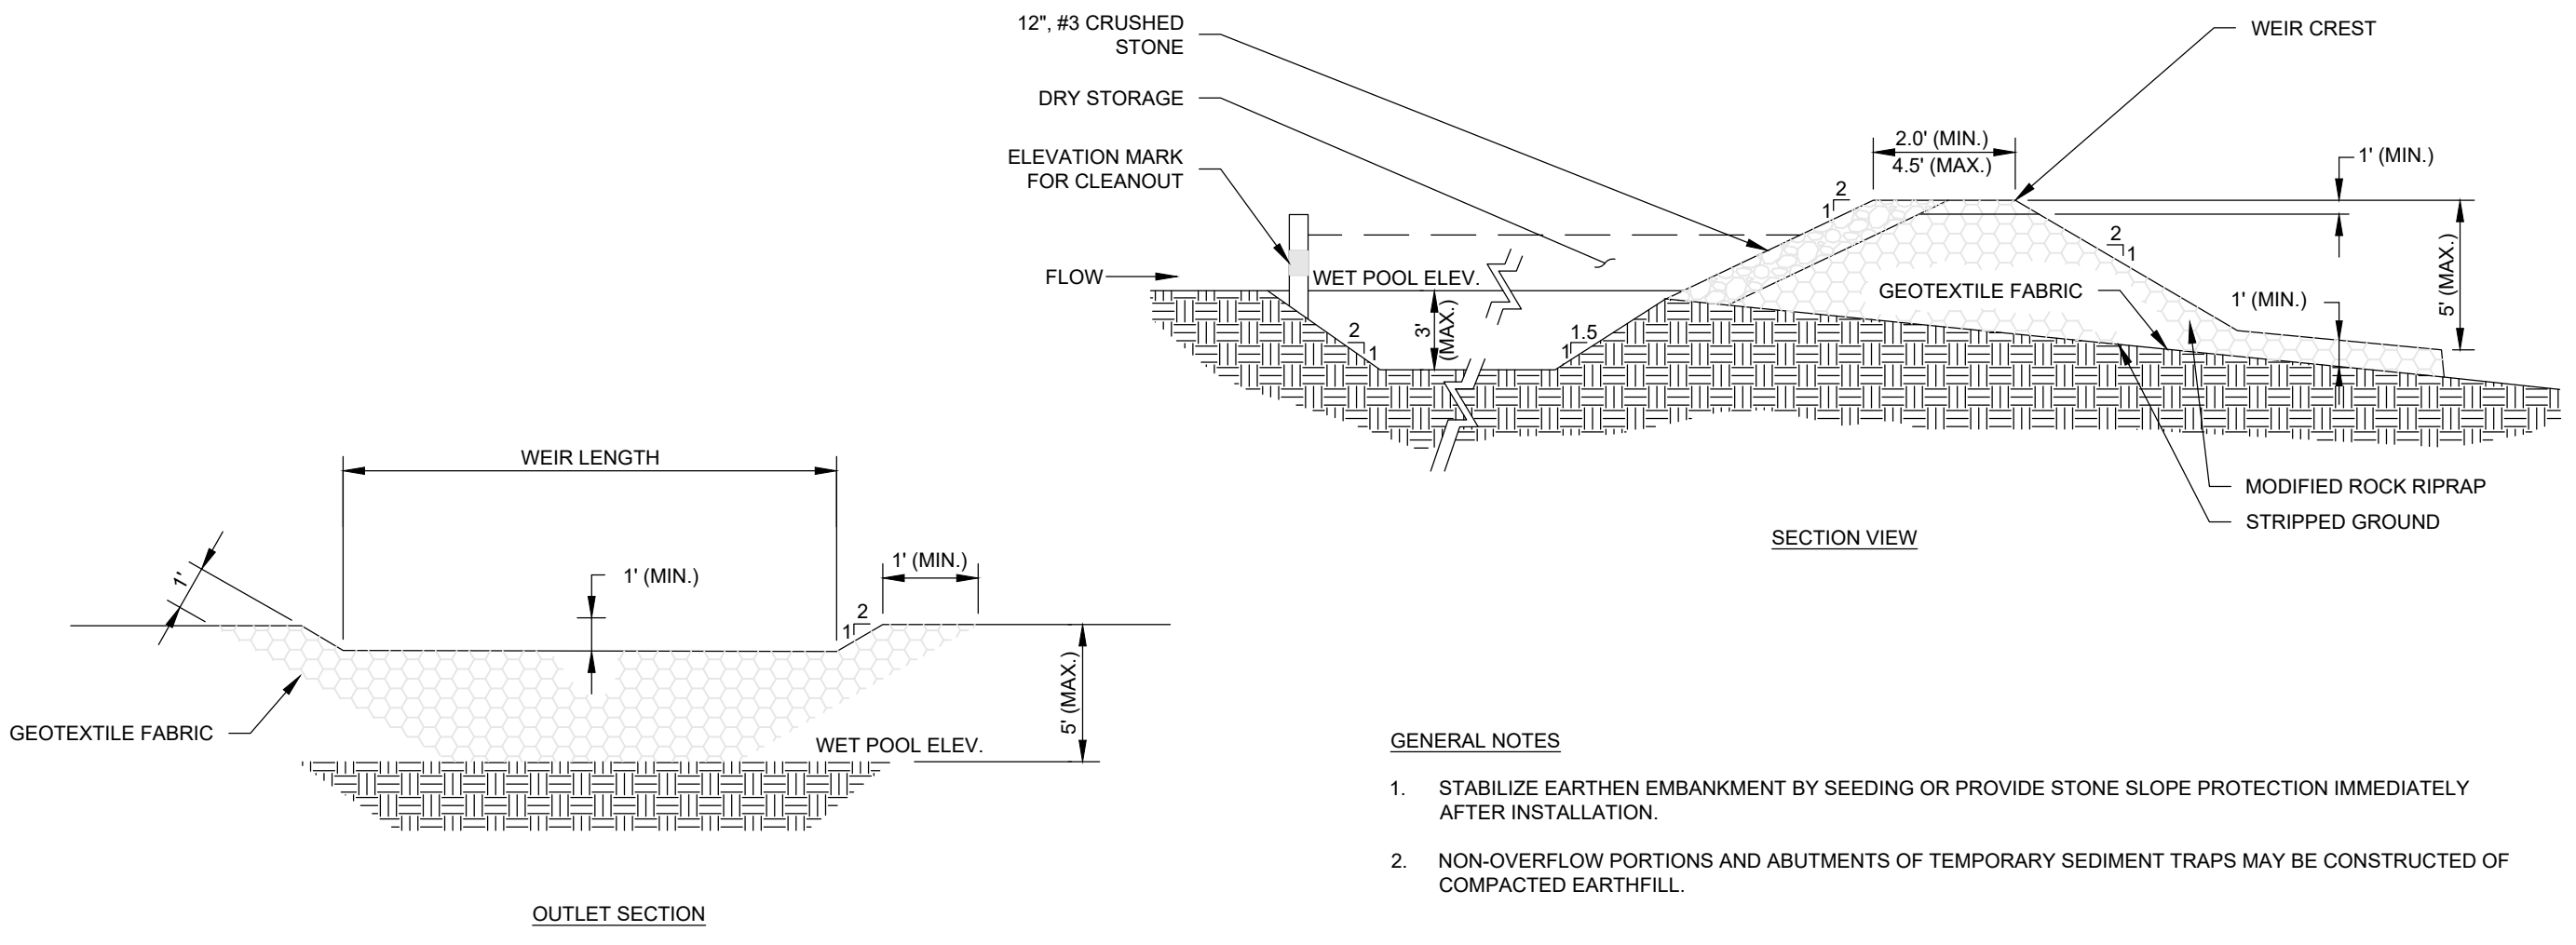 12", #3 CRUSHED
STONE
DRY STORAGE
ELEVATION MARK
FOR CLEANOUT
FLOW
WET POOL ELEV.
3'
(MAX.)
2
1
1.5
1
2
1
2.0' (MIN.)
4.5' (MAX.)
WEIR CREST
1' (MIN.)
2
1
GEOTEXTILE FABRIC
1' (MIN.)
5' (MAX.)
MODIFIED ROCK RIPRAP
STRIPPED GROUND
SECTION VIEW
WEIR LENGTH
1'
1' (MIN.)
1' (MIN.)
2
1
5' (MAX.)
GEOTEXTILE FABRIC
WET POOL ELEV.
OUTLET SECTION
GENERAL NOTES
1. STABILIZE EARTHEN EMBANKMENT BY SEEDING OR PROVIDE STONE SLOPE PROTECTION IMMEDIATELY
AFTER INSTALLATION.
2. NON-OVERFLOW PORTIONS AND ABUTMENTS OF TEMPORARY SEDIMENT TRAPS MAY BE CONSTRUCTED OF
COMPACTED EARTHFILL.